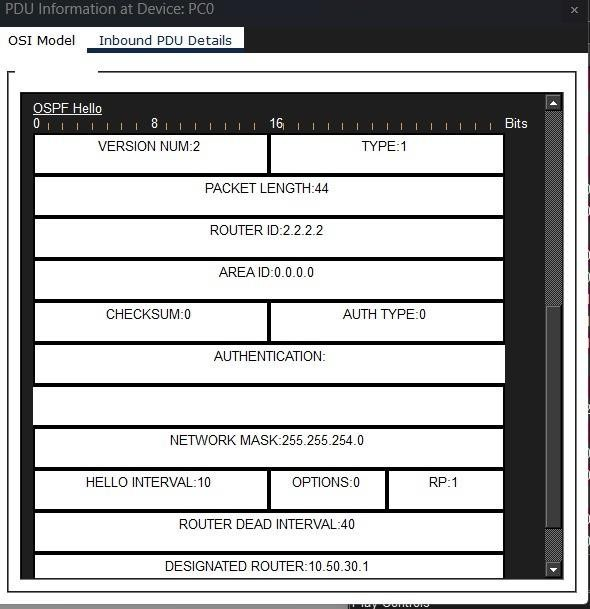 PDU Information at Device: PC0
OSI Model Inbound PDU Details
OSPF Hello
0 8 16 Bits
VERSION NUM:2 TYPE:1
PACKET LENGTH:44
ROUTER ID:2.2.2.2
AREA ID:0.0.0.0
CHECKSUM:0 AUTH TYPE:0
AUTHENTICATION:
NETWORK MASK:255.255.254.0
HELLO INTERVAL:10 OPTIONS:0 RP:1
ROUTER DEAD INTERVAL:40
DESIGNATED ROUTER:10.50.30.1
Play Controls